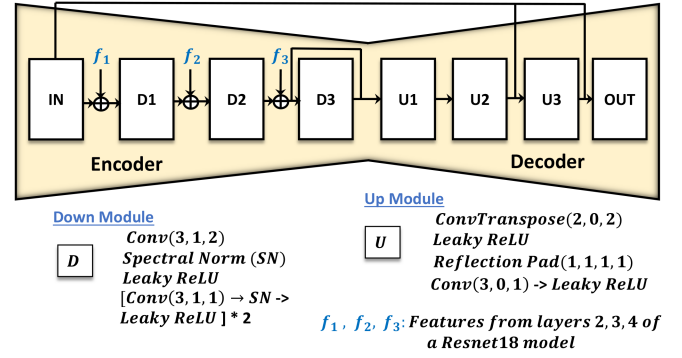 f1 f2 f3
IN D1 D2 D3 U1 U2 U3 OUT
Encoder Decoder
Down Module
D
Conv(3,1,2)
Spectral Norm (SN)
Leaky ReLU
[Conv(3,1,1) → SN ->
Leaky ReLU ] * 2
Up Module
U
ConvTranspose(2,0,2)
Leaky ReLU
Reflection Pad(1,1,1,1)
Conv(3,0,1) -> Leaky ReLU
f1 , f2, f3: Features from layers 2,3,4 of
a Resnet18 model